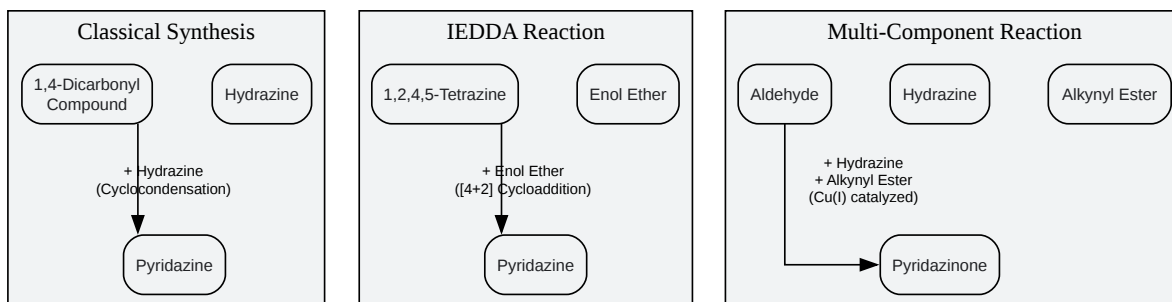 Classical Synthesis
1,4-Dicarbonyl
Compound
Hydrazine
+ Hydrazine
(Cyclocondensation)
Pyridazine
IEDDA Reaction
1,2,4,5-Tetrazine
Enol Ether
+ Enol Ether
([4+2] Cycloaddition)
Pyridazine
Multi-Component Reaction
Aldehyde
Hydrazine
Alkynyl Ester
+ Hydrazine
+ Alkynyl Ester
(Cu(I) catalyzed)
Pyridazinone